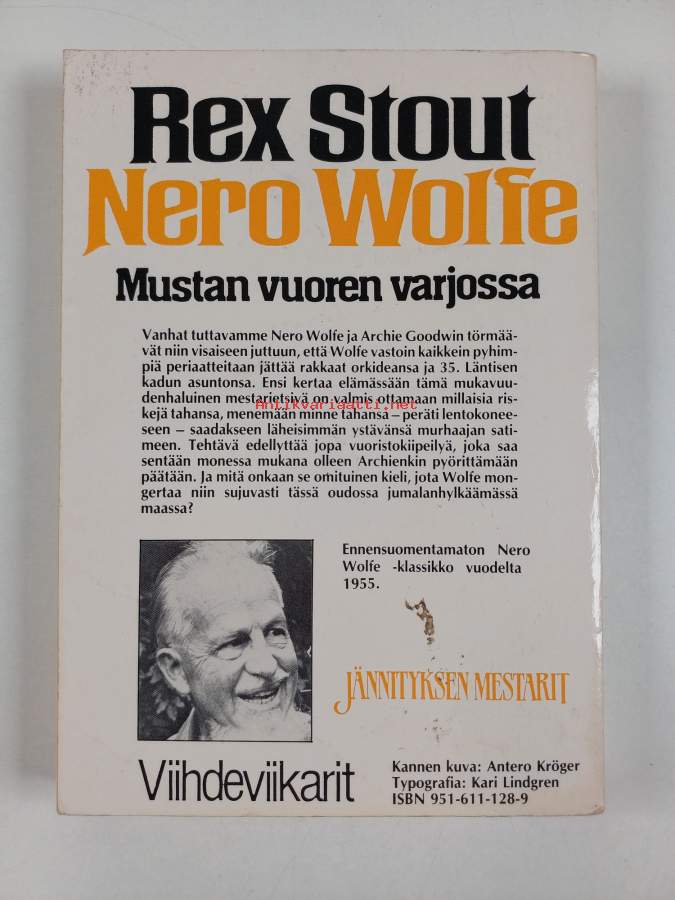 Rex Stout
Nero Wolfe
Mustan vuoren varjossa
Vanhat tuttavamme Nero Wolfe ja Archie Goodwin törmää-
vät niin visaiseen juttuun, että Wolfe vastoin kaikkein pyhim-
piä periaatteitaan jättää rakkaat orkideansa ja 35. Läntisen
kadun asuntonsa. Ensi kertaa elämässään tämä mukavuu-
denhaluinen mestarietsivä on valmis ottamaan millaisia ris-
Antikvariaatti.net
kejä tahansa, menemään minne tahansa – peräti lentokonee-
seen – saadakseen läheisimmän ystävänsä murhaajan sati-
meen. Tehtävä edellyttää jopa vuoristokiipeilyä, joka saa
sentään monessa mukana olleen Archienkin pyörittämään
päätään. Ja mitä onkaan se omituinen kieli, jota Wolfe mon-
gertaa niin sujuvasti tässä oudossa jumalanhylkäämässä
maassa?
Ennensuomentamaton Nero
Wolfe -klassikko vuodelta
1955.
JÄNNITYKSEN MESTARIT
Viihdeviikarit
Kannen kuva: Antero Kröger
Typografia: Kari Lindgren
ISBN 951-611-128-9